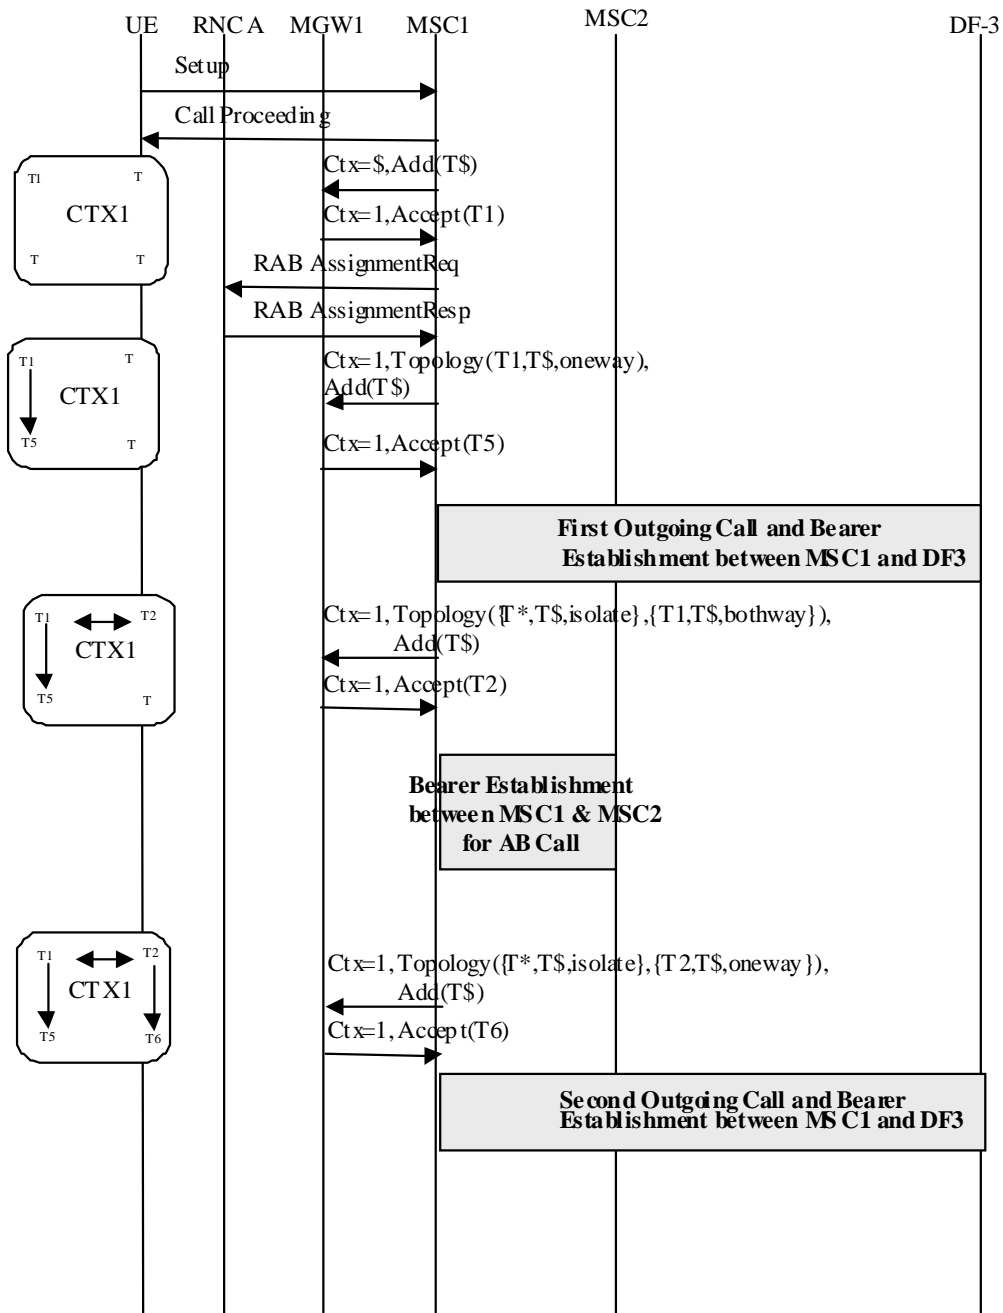 UE RNC A MGW1 MSC1 MSC2 DF-3
Setup
Call Proceeding
Ctx=$,Add(T$)
T1 T
CTX1
Ctx=1,Accept(T1)
T T
RAB AssignmentReq
RAB AssignmentResp
Ctx=1,Topology(T1,T$,oneway),
Add(T$)
T1 T
CTX1
T5 T
Ctx=1,Accept(T5)
First Outgoing Call and Bearer
Establishment between MSC1 and DF3
Ctx=1,Topology({T*,T$,isolate},{T1,T$,bothway}),
Add(T$)
T1 T2
CTX1
T5 T
Ctx=1,Accept(T2)
Bearer Establishment
between MSC1 & MSC2
for AB Call
Ctx=1,Topology({T*,T$,isolate},{T2,T$,oneway}),
Add(T$)
T1 T2
CTX1
T5 T6
Ctx=1,Accept(T6)
Second Outgoing Call and Bearer
Establishment between MSC1 and DF3